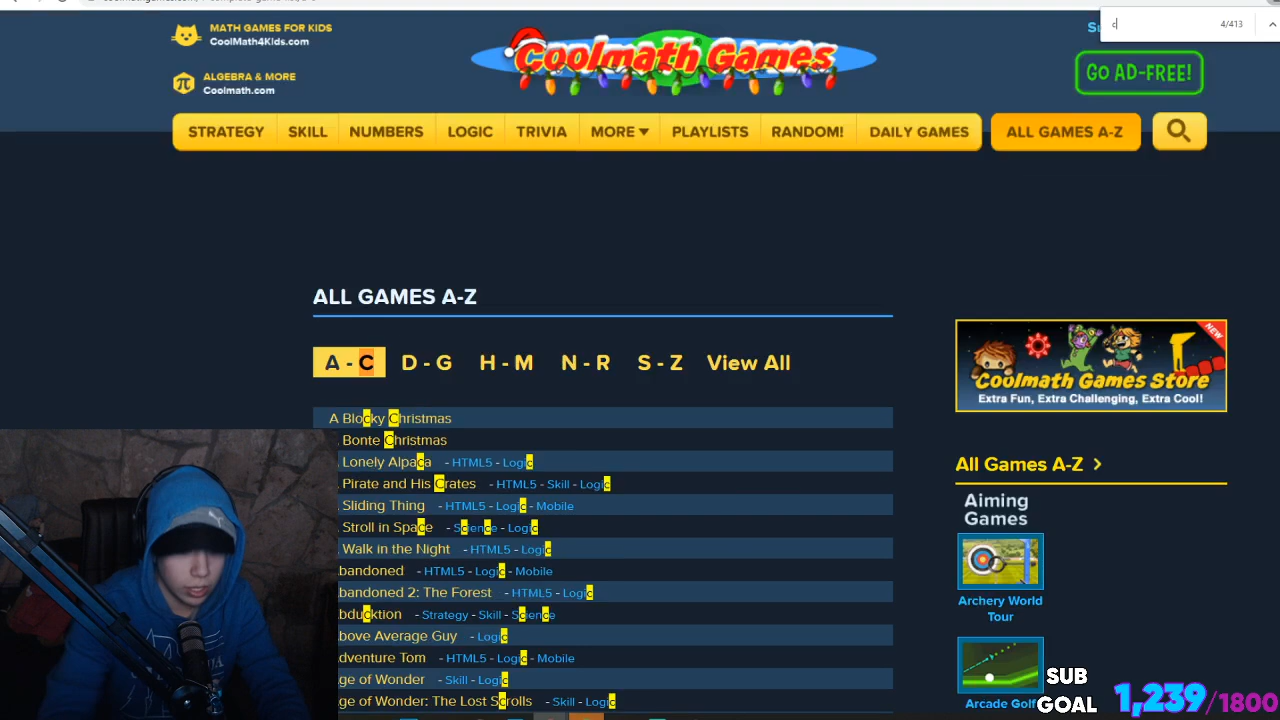 MATH GAMES FOR KIDS
CoolMath4Kids.com
ALGEBRA & MORE
Coolmath.com
Coolmath Games
c
4/413
GO AD-FREE!
STRATEGY
SKILL
NUMBERS
LOGIC
TRIVIA
MORE
PLAYLISTS
RANDOM!
DAILY GAMES
ALL GAMES A-Z
ALL GAMES A-Z
A - C
D - G
H - M
N - R
S - Z
View All
A Blocky Christmas
Bonte Christmas
Lonely Alpaca - HTML5 - Logic
Pirate and His Crates - HTML5 - Skill - Logic
Sliding Thing - HTML5 - Logic - Mobile
Stroll in Space - Science - Logic
Walk in the Night - HTML5 - Logic
bandoned - HTML5 - Logic - Mobile
bandoned 2: The Forest - HTML5 - Logic
bducktion - Strategy - Skill - Science
bove Average Guy - Logic
dventure Tom - HTML5 - Logic - Mobile
ge of Wonder - Skill - Logic
ge of Wonder: The Lost Scrolls - Skill - Logic
NEW
Coolmath Games Store
Extra Fun, Extra Challenging, Extra Cool!
All Games A-Z >
Aiming
Games
Archery World
Tour
Arcade Golf
SUB
GOAL
1,239/1800